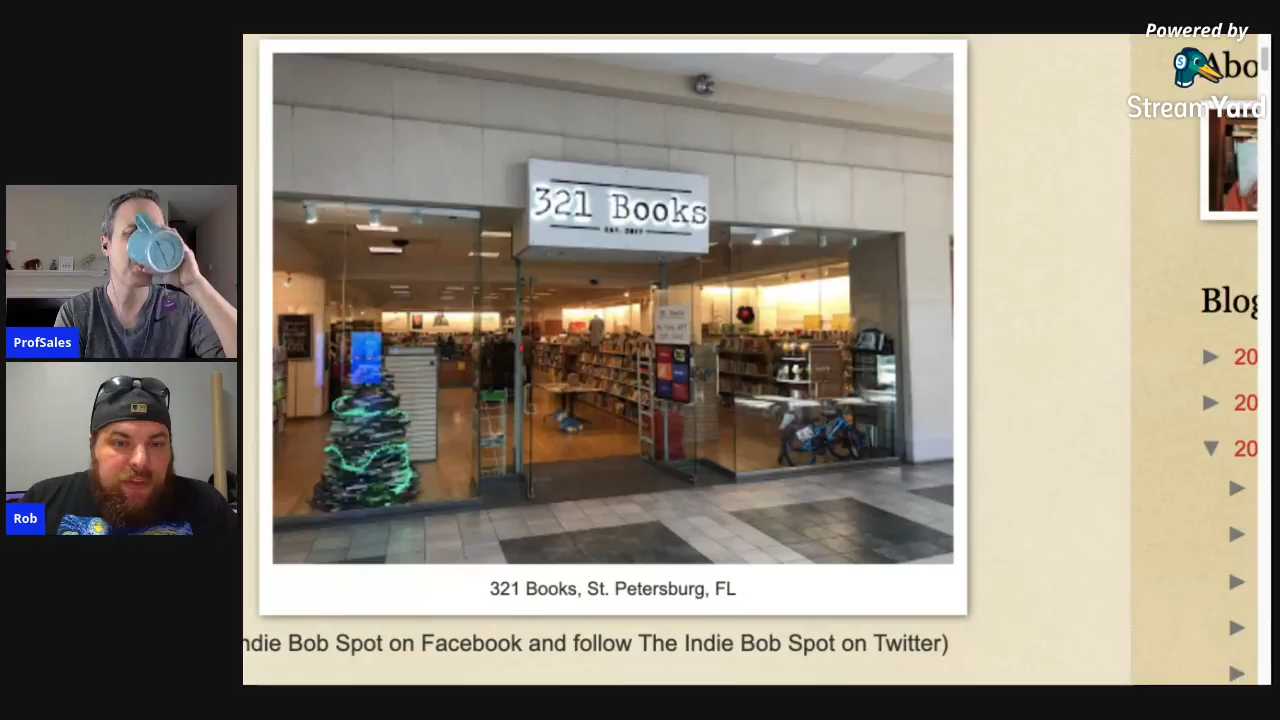 Powered by
StreamYard
Abo
321 Books
EST. 2017
ProfSales
Blog
20
20
20
Rob
321 Books, St. Petersburg, FL
ndie Bob Spot on Facebook and follow The Indie Bob Spot on Twitter)